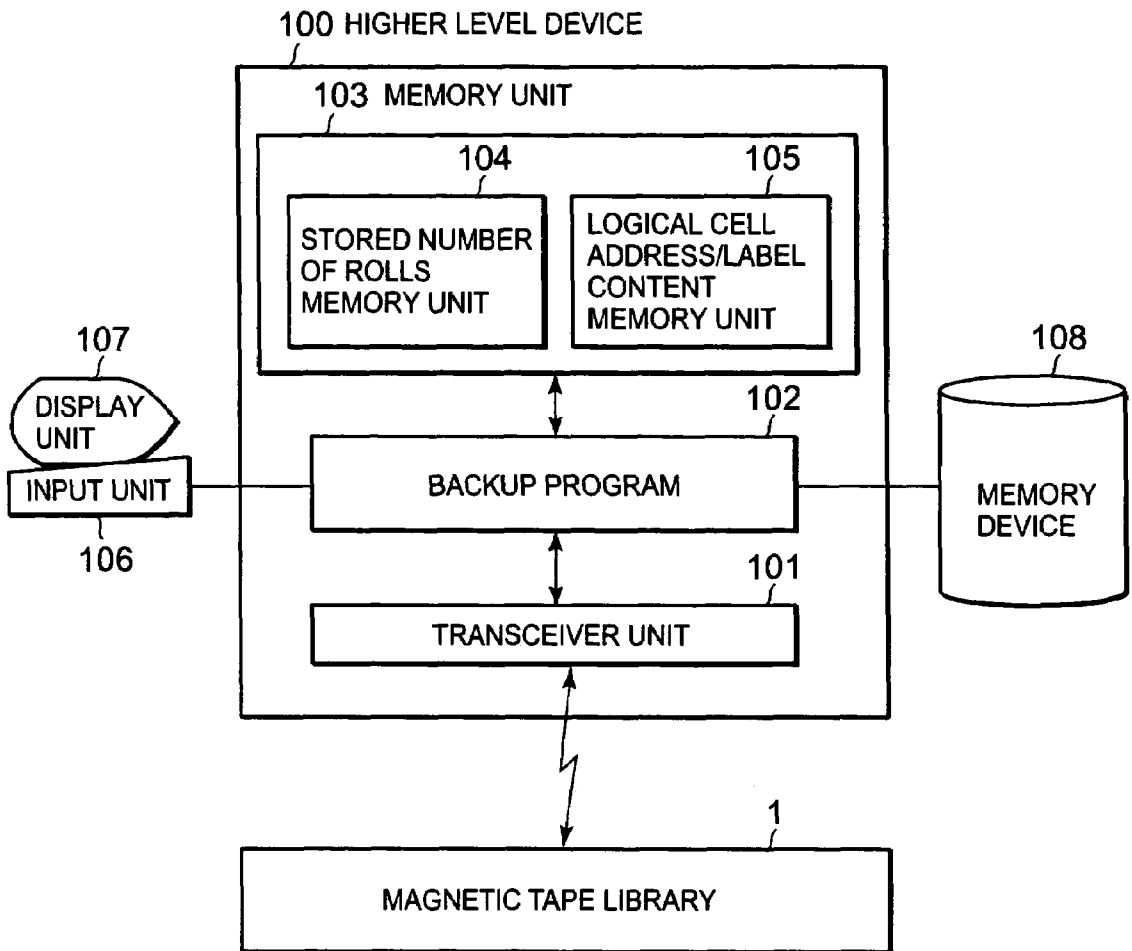 100 HIGHER LEVEL DEVICE
103 MEMORY UNIT
104
STORED NUMBER
OF ROLLS
MEMORY UNIT
105
LOGICAL CELL
ADDRESS/LABEL
CONTENT
MEMORY UNIT
107
DISPLAY
UNIT
INPUT UNIT
106
102
BACKUP PROGRAM
108
MEMORY
DEVICE
101
TRANSCEIVER UNIT
1
MAGNETIC TAPE LIBRARY